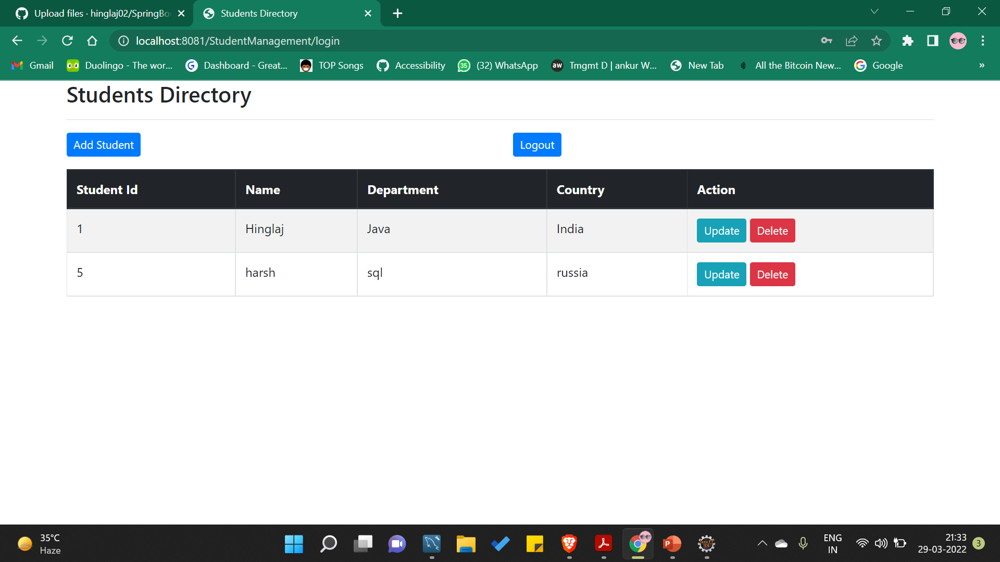 Upload files · hinglaj02/SpringBo
Students Directory
localhost:8081/StudentManagement/login
Gmail
Duolingo - The wor...
Dashboard - Great...
TOP Songs
Accessibility
35
(32) WhatsApp
aw
Tmgmt D | ankur W...
New Tab
All the Bitcoin New...
Google
»
Students Directory
Add Student
Logout
Student Id Name Department Country Action
1 Hinglaj Java India Update Delete
5 harsh sql russia Update Delete
35°C
Haze
P
Java EE
IDE
ENG
IN
21:33
29-03-2022
3